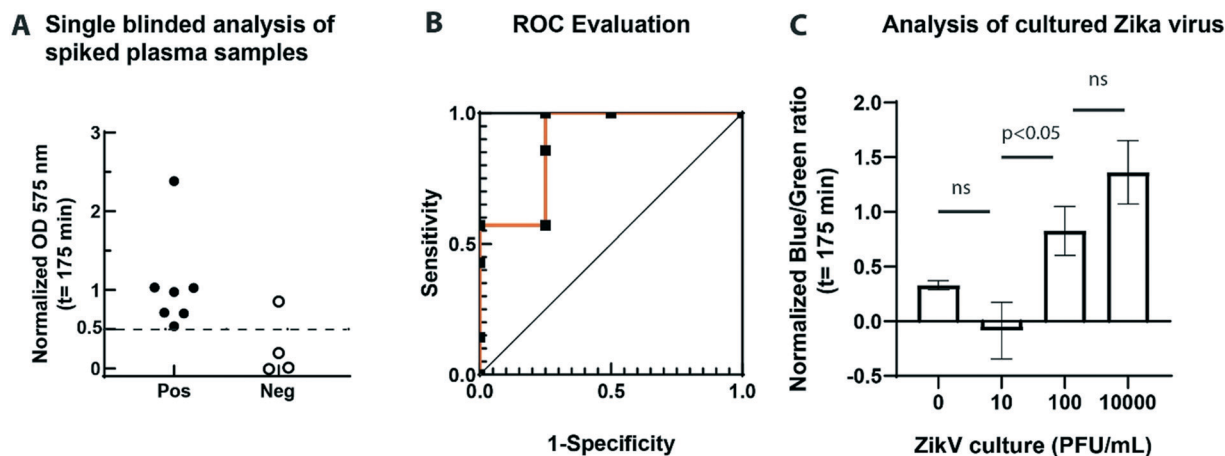 A Single blinded analysis of
spiked plasma samples
Normalized OD 575 nm
(t= 175 min)
3
2
1
0.5
0
Pos Neg
B ROC Evaluation
Sensitivity
1.0
0.5
0.0
0.0 0.5 1.0
1-Specificity
C Analysis of cultured Zika virus
Normalized Blue/Green ratio
(t= 175 min)
2.0
1.5
1.0
0.5
0.0
-0.5
ns
p<0.05
ns
0 10 100 10000
ZikV culture (PFU/mL)